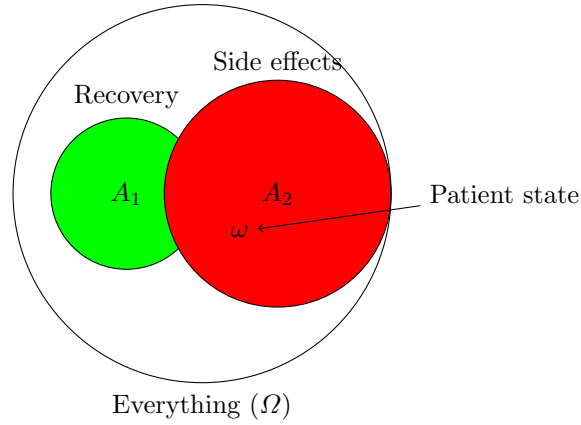 Side effects
Recovery
A₁
A₂
Patient state
ω
Everything (Ω)